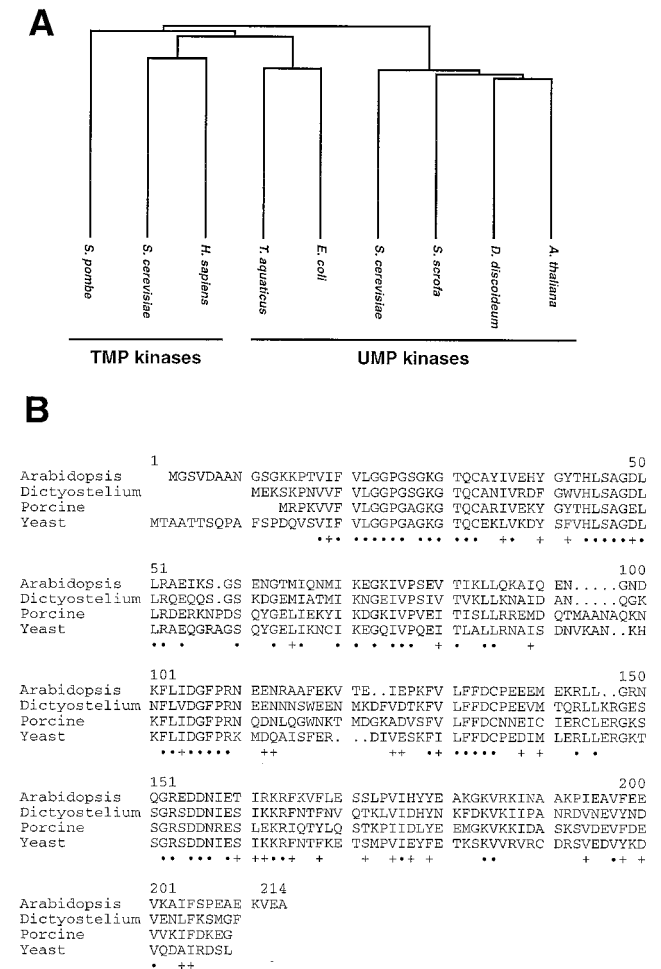 A
S. pombe
S. cerevisiae
H. sapiens
T. aquaticus
E. coli
S. cerevisiae
S. scrofa
D. discoideum
A. thaliana
TMP kinases
UMP kinases
B
1 50
Arabidopsis MGSVDAAN GSGKKPTVIF VLGGPGSGKG TQCAYIVEHY GYTHLSAGDL
Dictyostelium MEKSKPNVVF VLGGPGSGKG TQCANIVRDF GWVHLSAGDL
Porcine MRPKVVF VLGGPGAGKG TQCARIVEKY GYTHLSAGEL
Yeast MTAATTSQPA FSPDQVSVIF VLGGPGAGKG TQCEKLVKDY SFVHLSAGDL
•+• •••••• ••• ••• +• + + •••••+•
51 100
Arabidopsis LRAEIKS.GS ENGTMIQNMI KEGKIVPSEV TIKLLQKAIQ EN.....GND
Dictyostelium LRQEQQS.GS KDGEMIATMI KNGEIVPSIV TVKLLKNAID AN.....QGK
Porcine LRDERKNPDS QYGELIEKYI KDGKIVPVEI TISLLRREMD QTMAANAQKN
Yeast LRAEQGRAGS QYGELIKNCI KEGQIVPQEI TLALLRNAIS DNVKAN..KH
•• • • • +• • • ••• + • •• +
101 150
Arabidopsis KFLIDGFPRN EENRAAFEKV TE..IEPKFV LFFDCPEEEM EKRLL..GRN
Dictyostelium NFLVDGFPRN EENNNSWEEN MKDFVDTKFV LFFDCPEEVM TQRLLKRGES
Porcine KFLIDGFPRN QDNLQGWNKT MDGKADVSFV LFFDCNNEIC IERCLERGKS
Yeast KFLIDGFPRK MDQAISFER. ..DIVESKFI LFFDCPEDIM LERLLERGKT
••+•••••• ++ ++ •+ ••••• + + • •
151 200
Arabidopsis QGREDDNIET IRKRFKVFLE SSLPVIHYYE AKGKVRKINA AKPIEAVFEE
Dictyostelium SGRSDDNIES IKKRFNTFNV QTKLVIDHYN KFDKVKIIPA NRDVNEVYND
Porcine SGRSDDNRES LEKRIQTYLQ STKPIIDLYE EMGKVKKIDA SKSVDEVFDE
Yeast SGRSDDNIES IKKRFNTFKE TSMPVIEYFE TKSKVVRVRC DRSVEDVYKD
•• ••• •+ ++••+ + + +•+ + •• + •+ +
201 214
Arabidopsis VKAIFSPEAE KVEA
Dictyostelium VENLFKSMGF
Porcine VVKIFDKEG
Yeast VQDAIRDSL
• ++